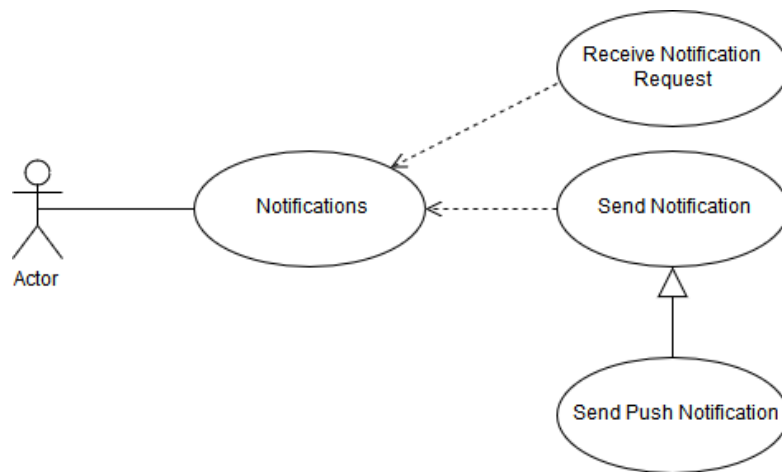 Receive Notification
Request
Notifications
Send Notification
Actor
Send Push Notification